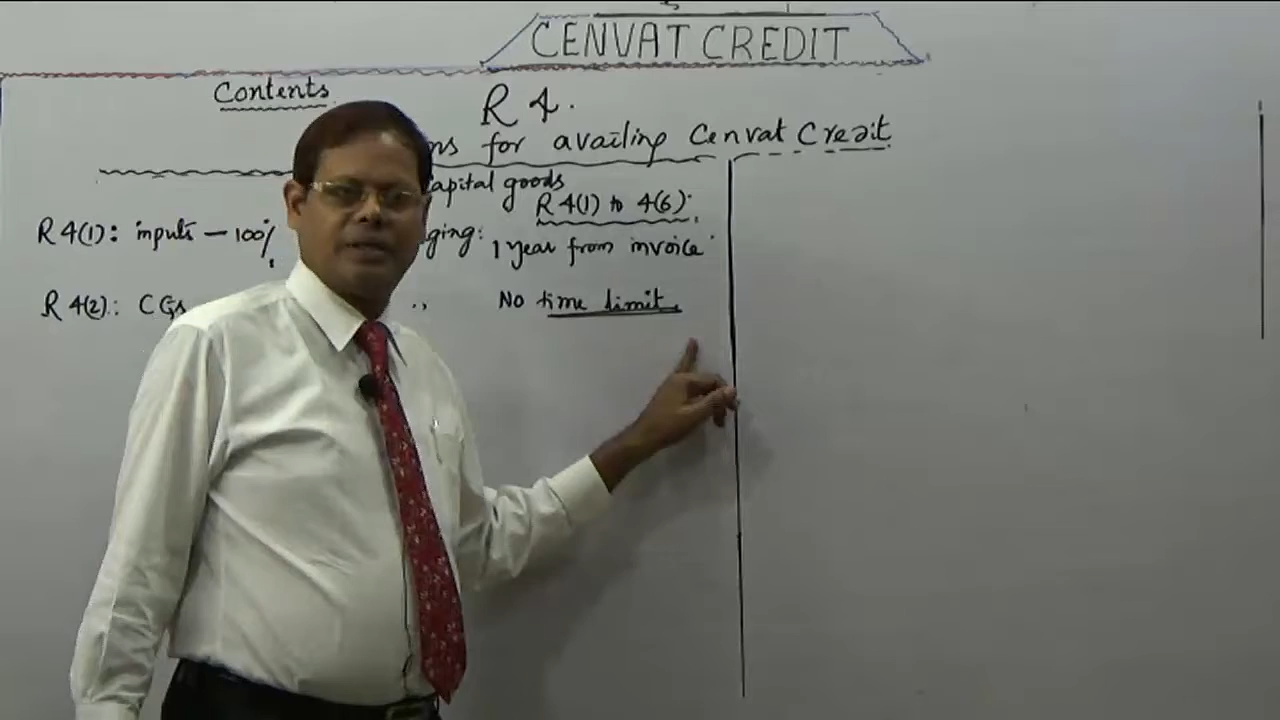 CENVAT CREDIT
Contents
R 4.
ns for availing Cenvat Credit
apital goods
R 4(1) to 4(6):
R 4(1): inputs - 100% ging: 1 year from invoice
R 4(2): CGs " No time limit.